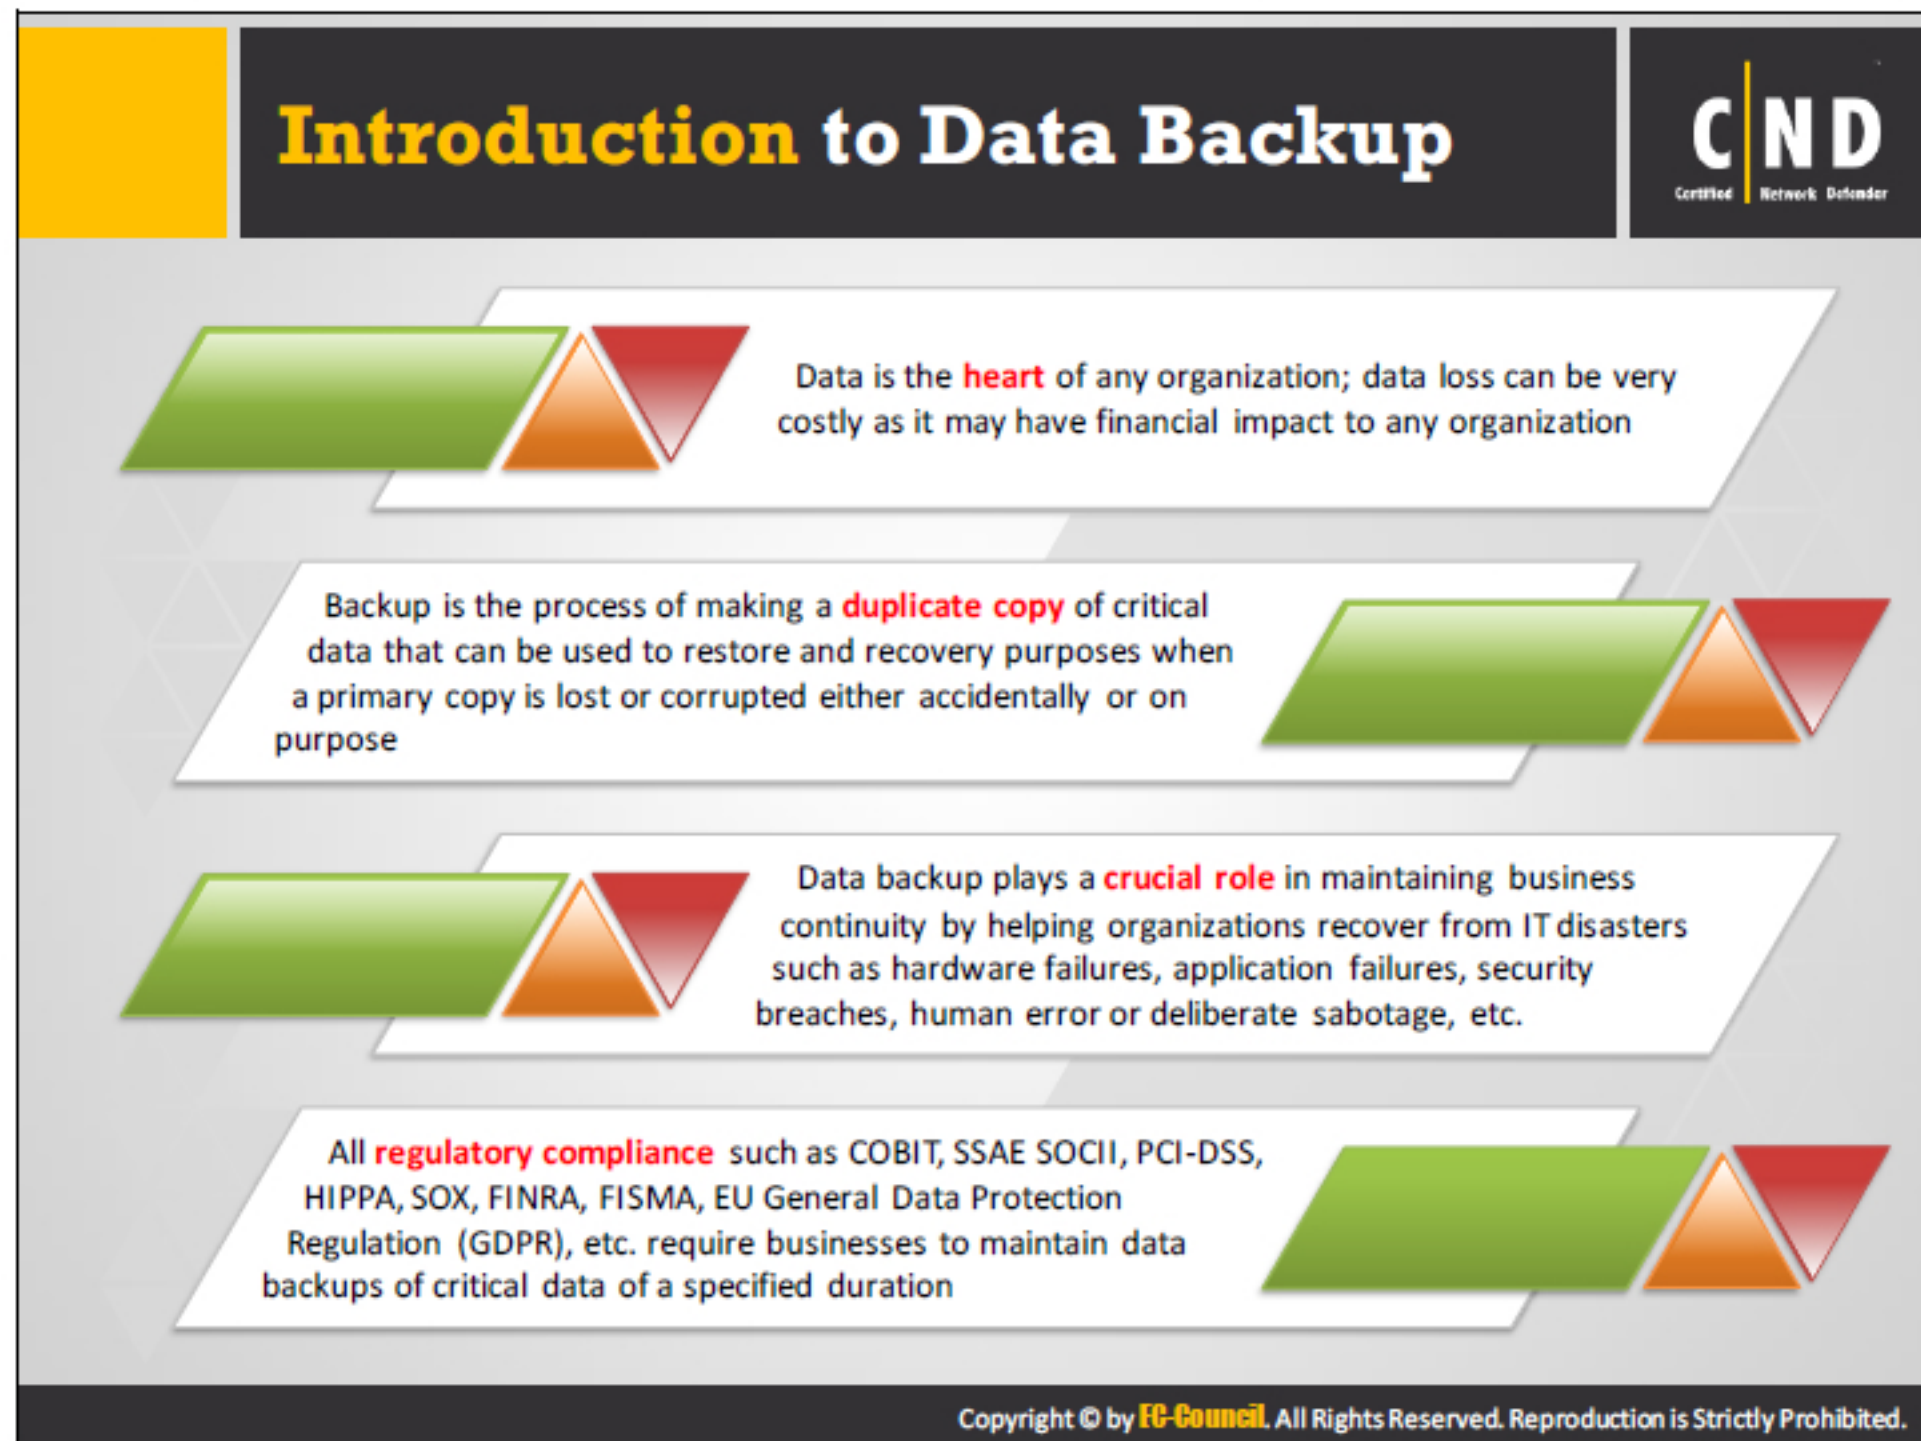 Introduction to Data Backup
C N D
Certified Network Defender
Data is the heart of any organization; data loss can be very
costly as it may have financial impact to any organization
Backup is the process of making a duplicate copy of critical
data that can be used to restore and recovery purposes when
a primary copy is lost or corrupted either accidentally or on
purpose
Data backup plays a crucial role in maintaining business
continuity by helping organizations recover from IT disasters
such as hardware failures, application failures, security
breaches, human error or deliberate sabotage, etc.
All regulatory compliance such as COBIT, SSAE SOCII, PCI-DSS,
HIPPA, SOX, FINRA, FISMA, EU General Data Protection
Regulation (GDPR), etc. require businesses to maintain data
backups of critical data of a specified duration
Copyright © by EC-Council. All Rights Reserved. Reproduction is Strictly Prohibited.